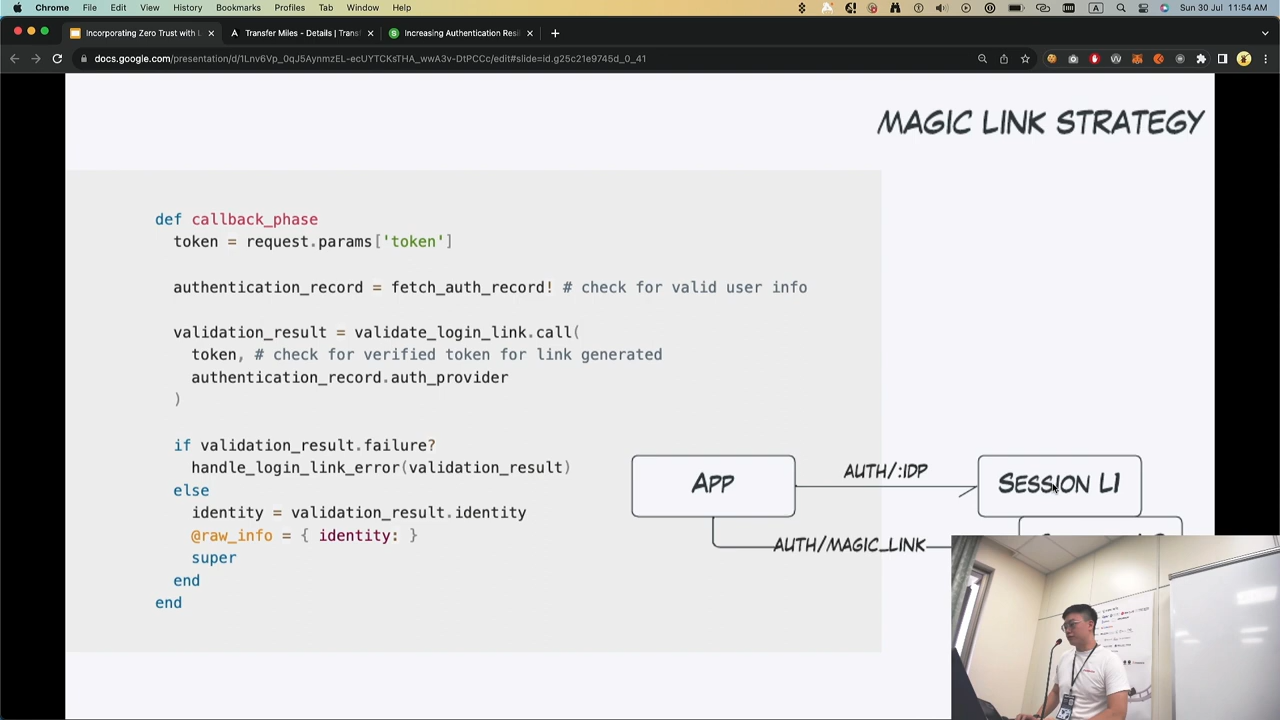 Chrome File Edit View History Bookmarks Profiles Tab Window Help
A
Sun 30 Jul 11:54 AM
Incorporating Zero Trust with L
Transfer Miles - Details | Trans
Increasing Authentication Resi
docs.google.com/presentation/d/1Lnv6Vp_0qJ5AynmzEL-ecUYTCKsTHA_wwA3v-DtPCCc/edit#slide=id.g25c21e9745d_0_41
MAGIC LINK STRATEGY
def callback_phase
token = request.params['token']
authentication_record = fetch_auth_record! # check for valid user info
validation_result = validate_login_link.call(
token, # check for verified token for link generated
authentication_record.auth_provider
)
if validation_result.failure?
handle_login_link_error(validation_result)
else
identity = validation_result.identity
@raw_info = { identity: }
super
end
end
APP
AUTH/:IDP
SESSION L1
AUTH/MAGIC_LINK